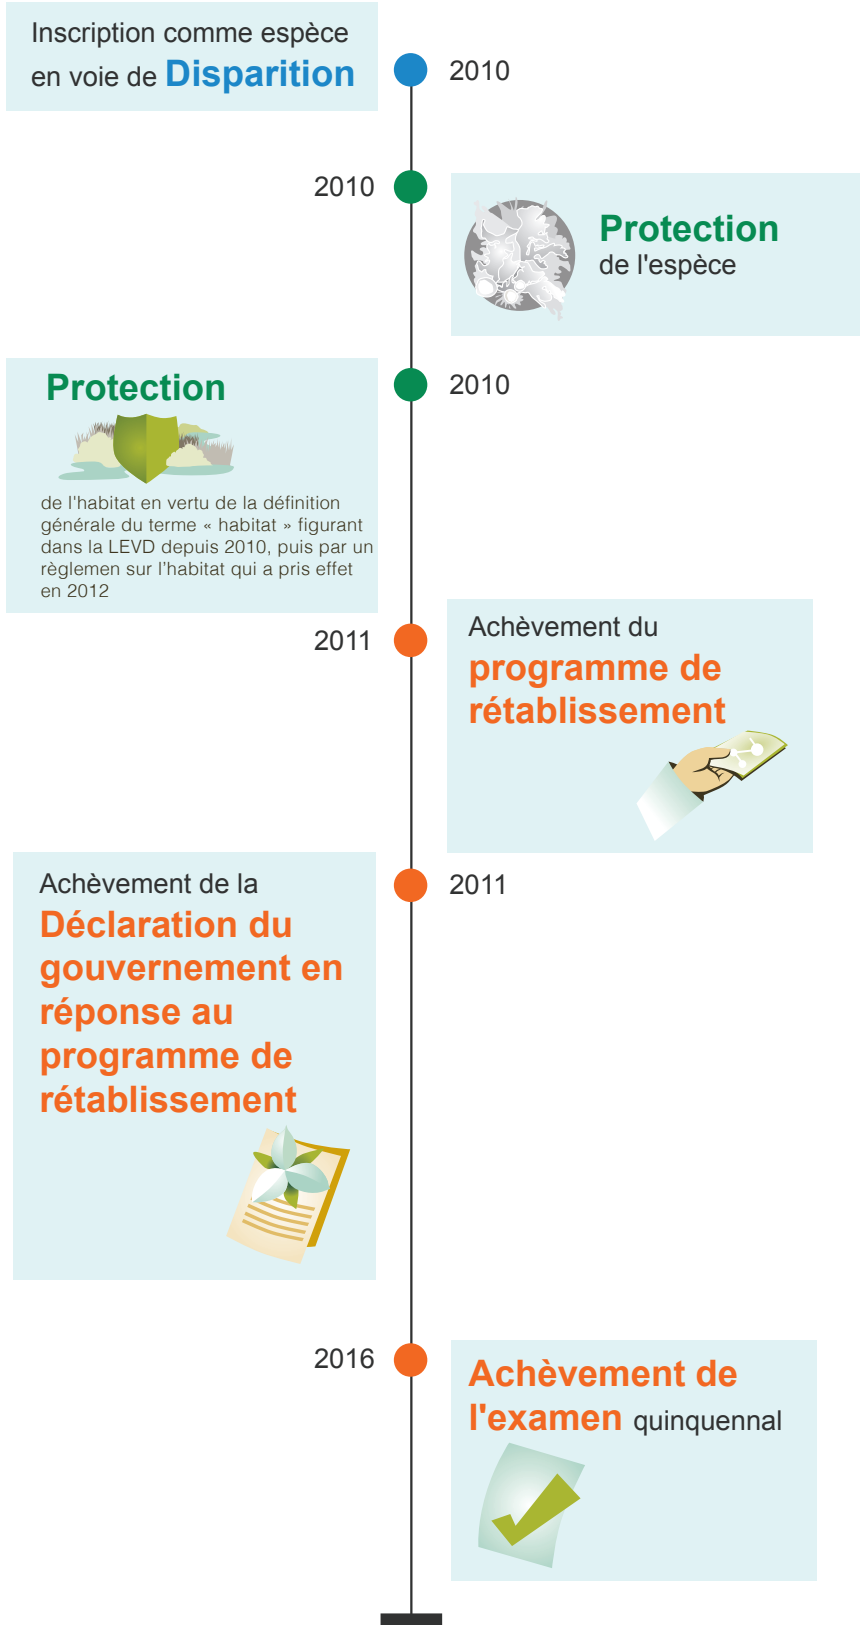 Inscription comme espèce
en voie de Disparition
2010
2010
Protection
de l'espèce
Protection
2010
de l'habitat en vertu de la définition
générale du terme « habitat » figurant
dans la LEVD depuis 2010, puis par un
règlemen sur l'habitat qui a pris effet
en 2012
2011
Achèvement du
programme de
rétablissement
Achèvement de la
Déclaration du
gouvernement en
réponse au
programme de
rétablissement
2011
2016
Achèvement de
l'examen quinquennal